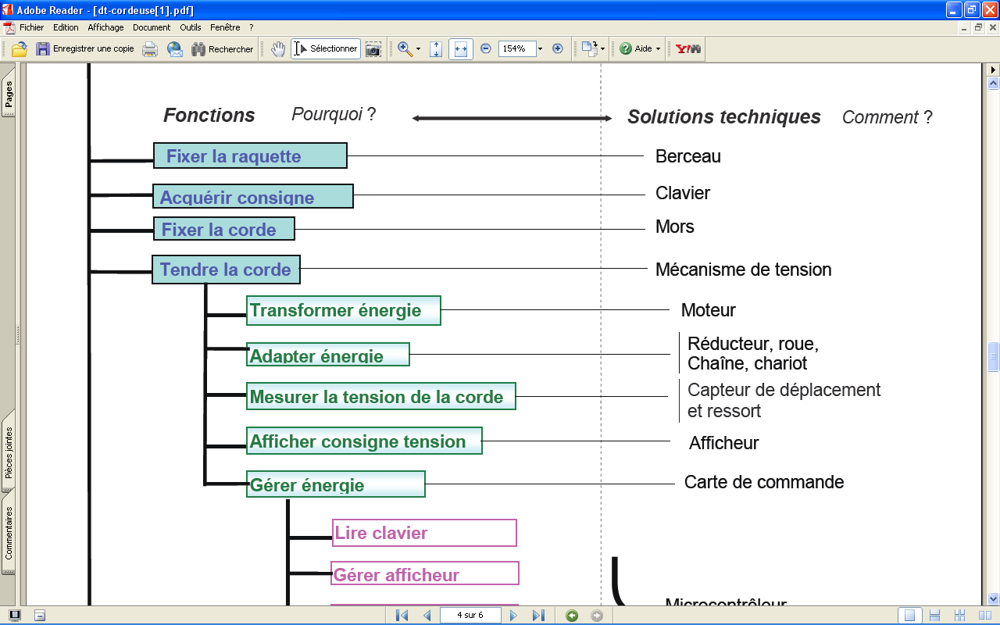 Adobe Reader - [dt-cordeuse[1].pdf]
Fichier Edition Affichage Document Outils Fenêtre ?
Enregistrer une copie Rechercher Sélectionner 154% Aide Y!
Pages
Pièces jointes
Commentaires
Fonctions Pourquoi ? Solutions techniques Comment ?
Fixer la raquette Berceau
Acquérir consigne Clavier
Fixer la corde Mors
Tendre la corde Mécanisme de tension
Transformer énergie Moteur
Adapter énergie Réducteur, roue,
Chaîne, chariot
Mesurer la tension de la corde Capteur de déplacement
et ressort
Afficher consigne tension Afficheur
Gérer énergie Carte de commande
Lire clavier
Gérer afficheur
Microcontrôleur
4 sur 6